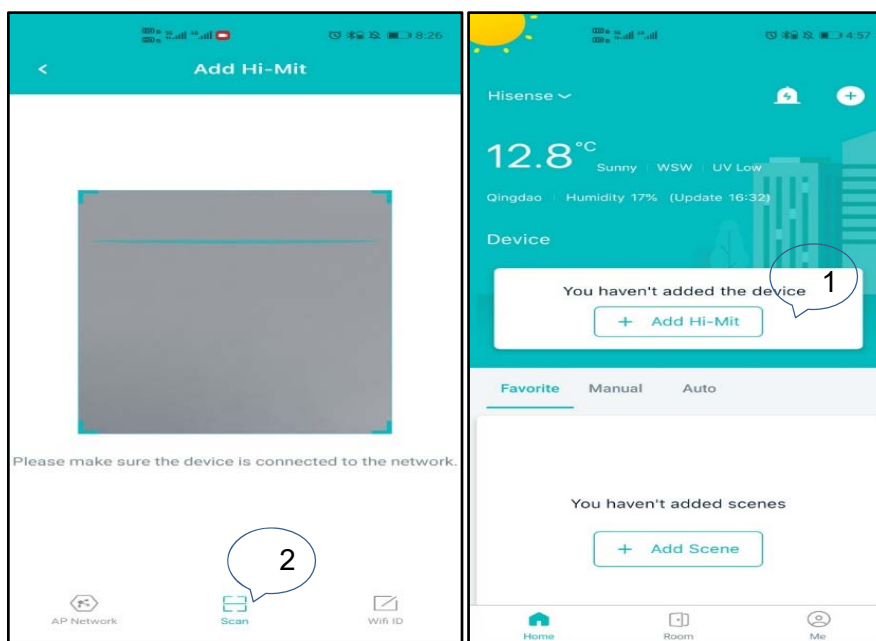 8:26
Add Hi-Mit
Please make sure the device is connected to the network.
2
AP Network
Scan
Wifi ID
4:57
Hisense
12.8°C
Sunny | WSW | UV Low
Qingdao | Humidity 17% (Update 16:32)
Device
1
You haven't added the device
+ Add Hi-Mit
Favorite Manual Auto
You haven't added scenes
+ Add Scene
Home
Room
Me